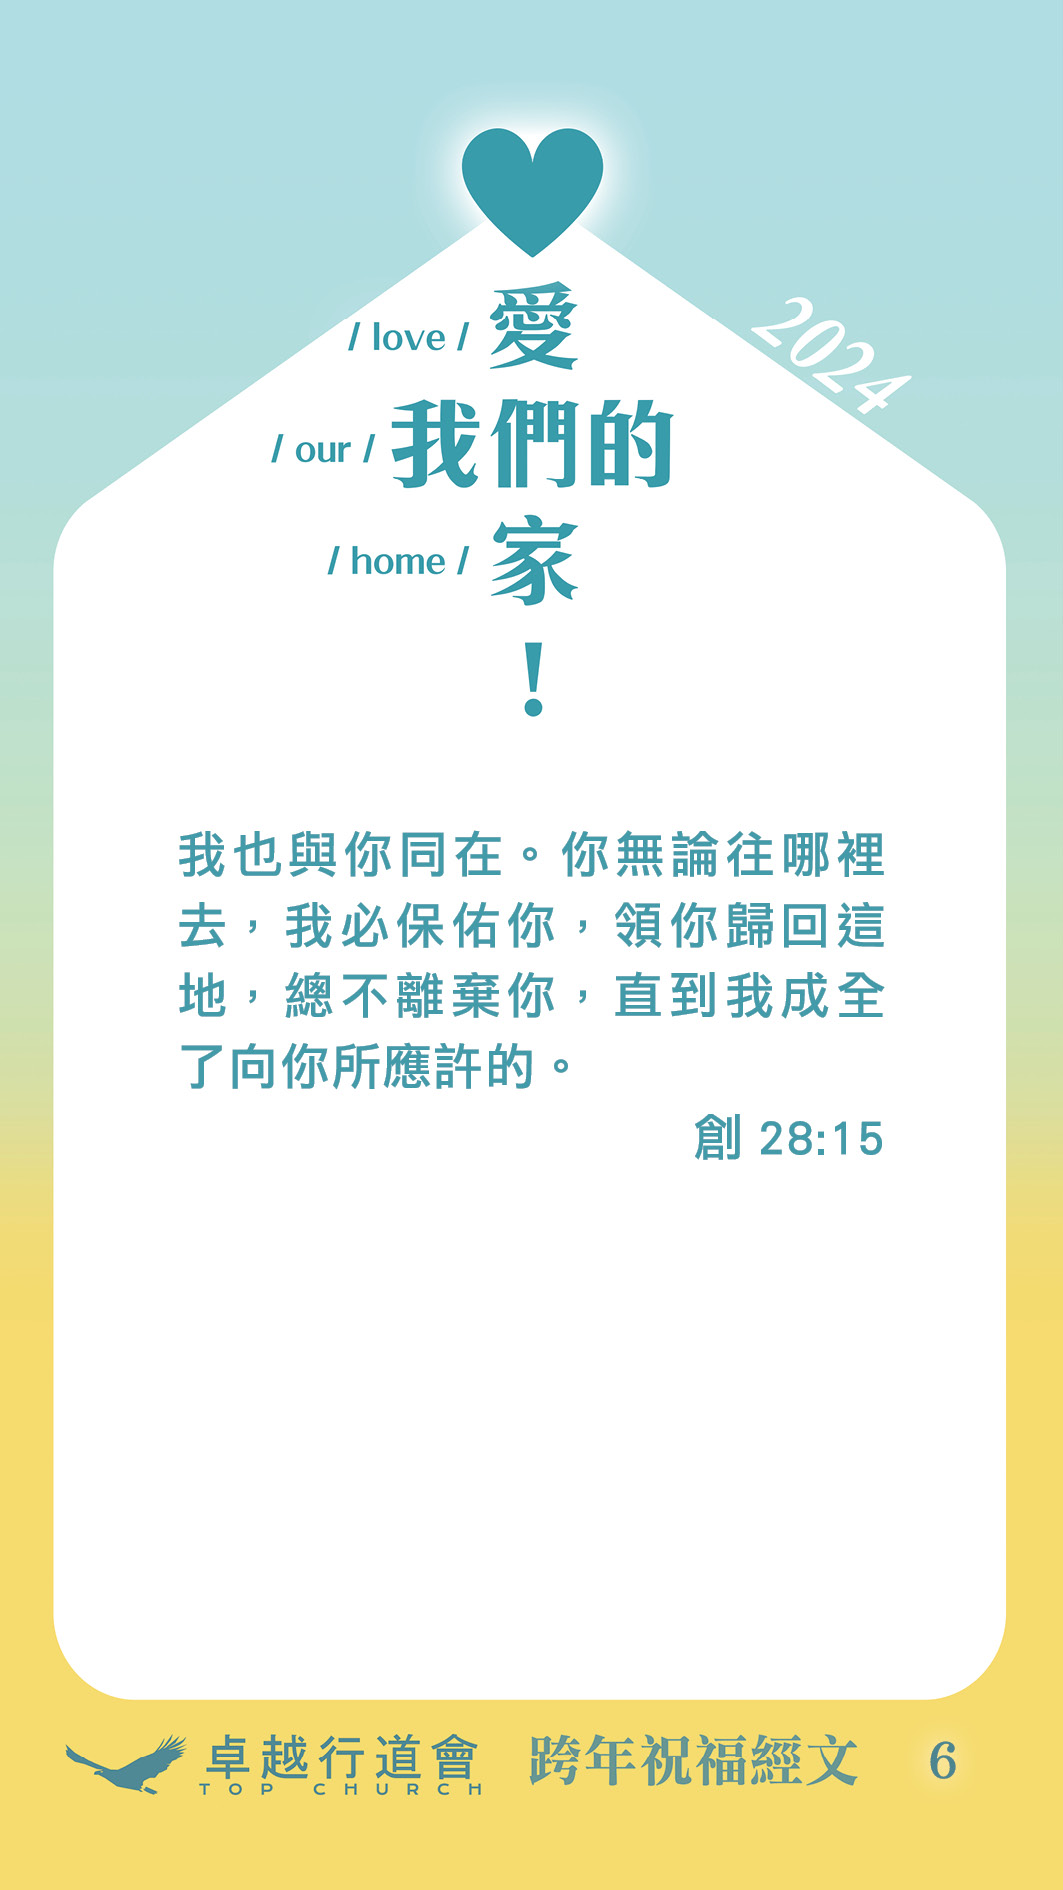 / love / 愛
2024
/ our / 我們的
/ home / 家
!
我也與你同在。你無論往哪裡
去，我必保佑你，領你歸回這
地，總不離棄你，直到我成全
了向你所應許的。
創 28:15
卓越行道會 跨年祝福經文 6
TOP CHURCH